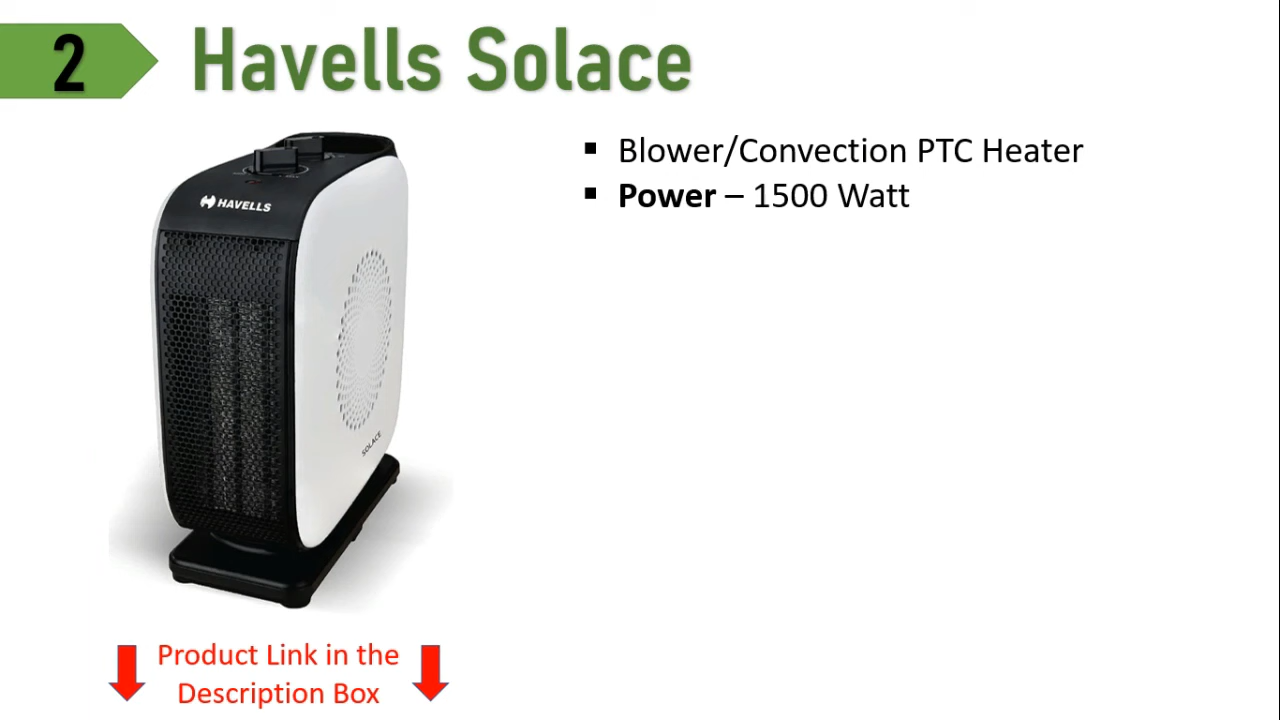 2
Havells Solace
Blower/Convection PTC Heater
Power – 1500 Watt
HAVELLS
SOLACE
Product Link in the
Description Box